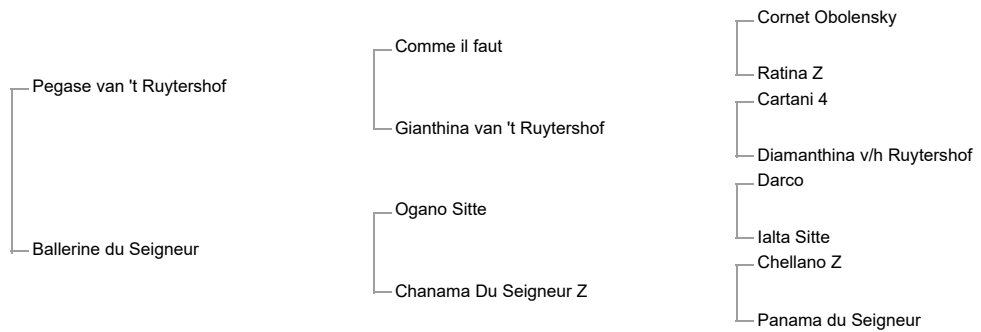 Cornet Obolensky
Comme il faut
Ratina Z
Pegase van 't Ruytershof
Cartani 4
Gianthina van 't Ruytershof
Diamanthina v/h Ruytershof
Darco
Ogano Sitte
Ialta Sitte
Ballerine du Seigneur
Chellano Z
Chanama Du Seigneur Z
Panama du Seigneur